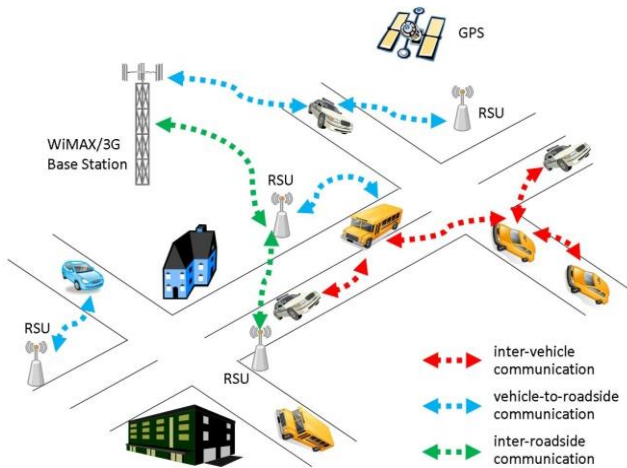 GPS
RSU
WiMAX/3G
Base Station
RSU
RSU
RSU
inter-vehicle
communication
vehicle-to-roadside
communication
inter-roadside
communication